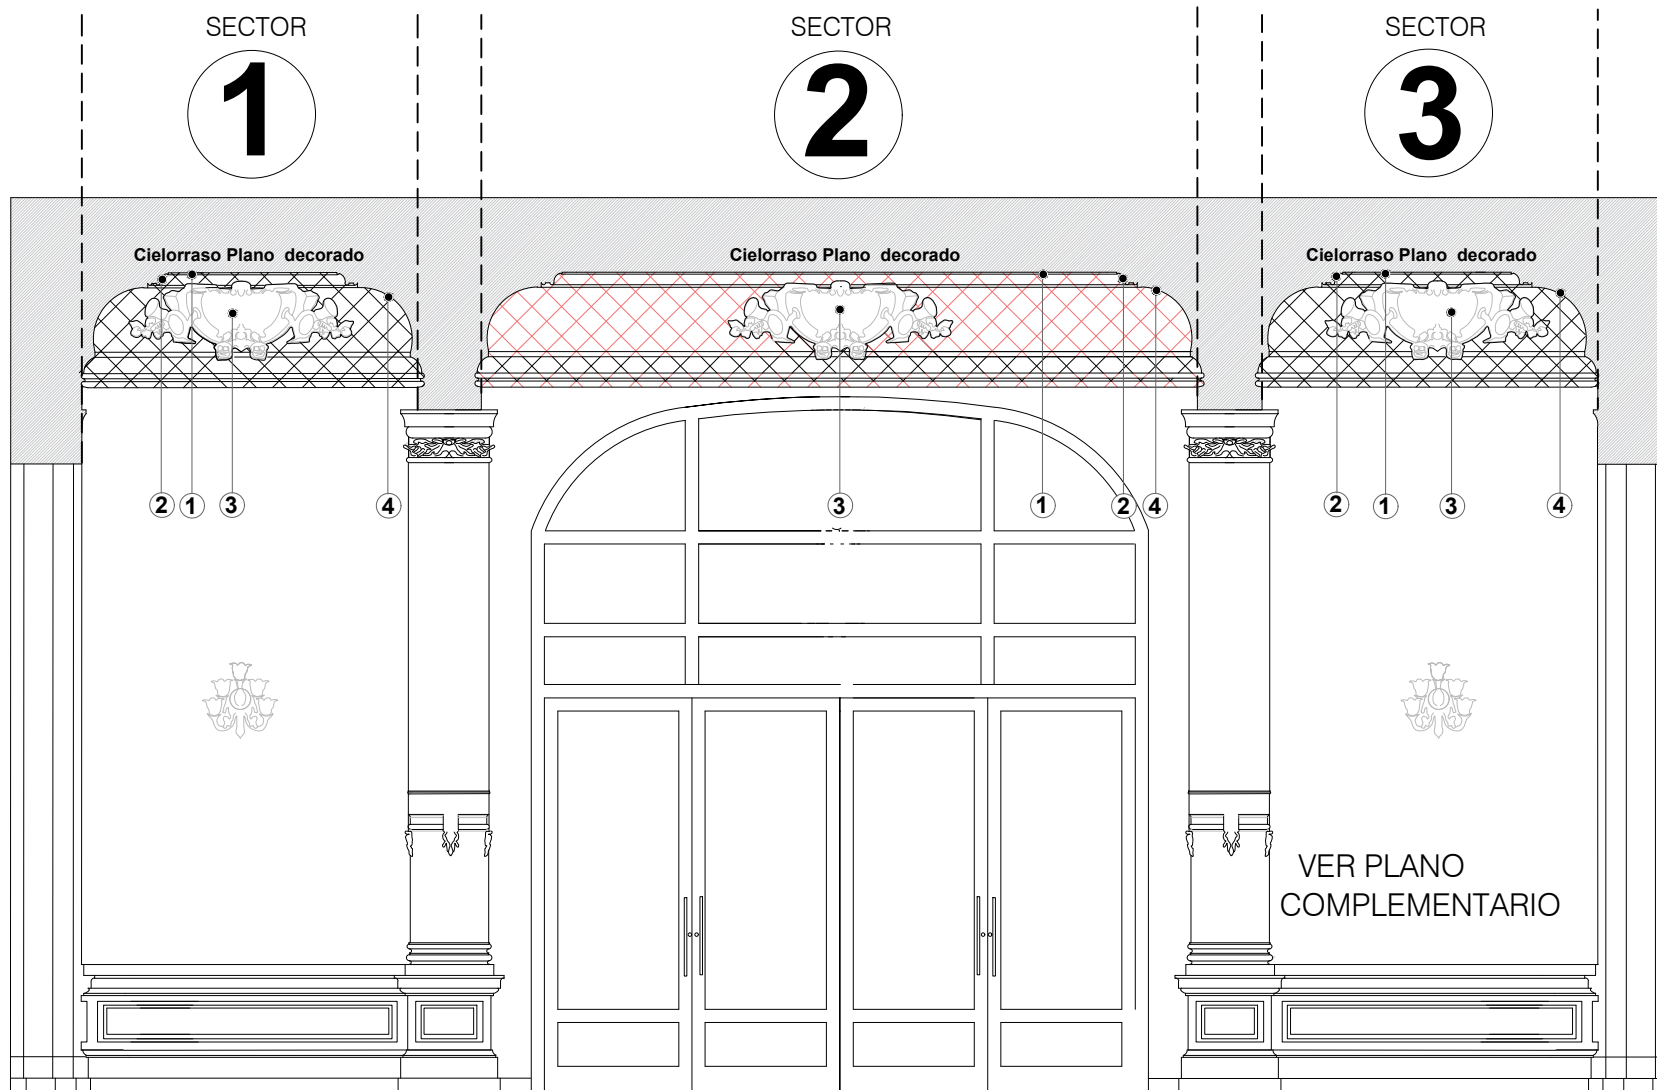 SECTOR
1
SECTOR
2
SECTOR
3
Cielorraso Plano decorado
Cielorraso Plano decorado
Cielorraso Plano decorado
2 1 3 4
3 1 2 4
2 1 3 4
VER PLANO
COMPLEMENTARIO